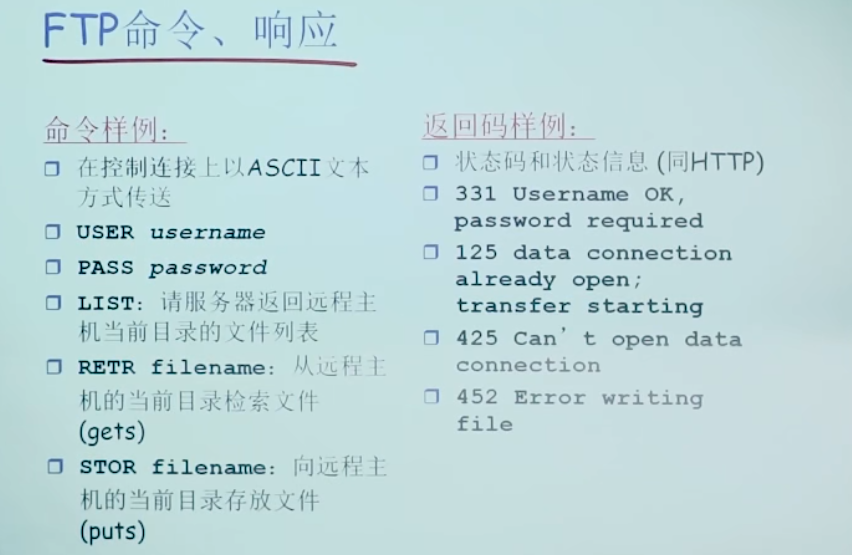 FTP命令、响应
命令样例：
在控制连接上以ASCII文本
方式传送
USER username
PASS password
LIST：请服务器返回远程主
机当前目录的文件列表
RETR filename：从远程主
机的当前目录检索文件
(gets)
STOR filename：向远程主
机的当前目录存放文件
(puts)
返回码样例：
状态码和状态信息 (同HTTP)
331 Username OK,
password required
125 data connection
already open;
transfer starting
425 Can't open data
connection
452 Error writing
file